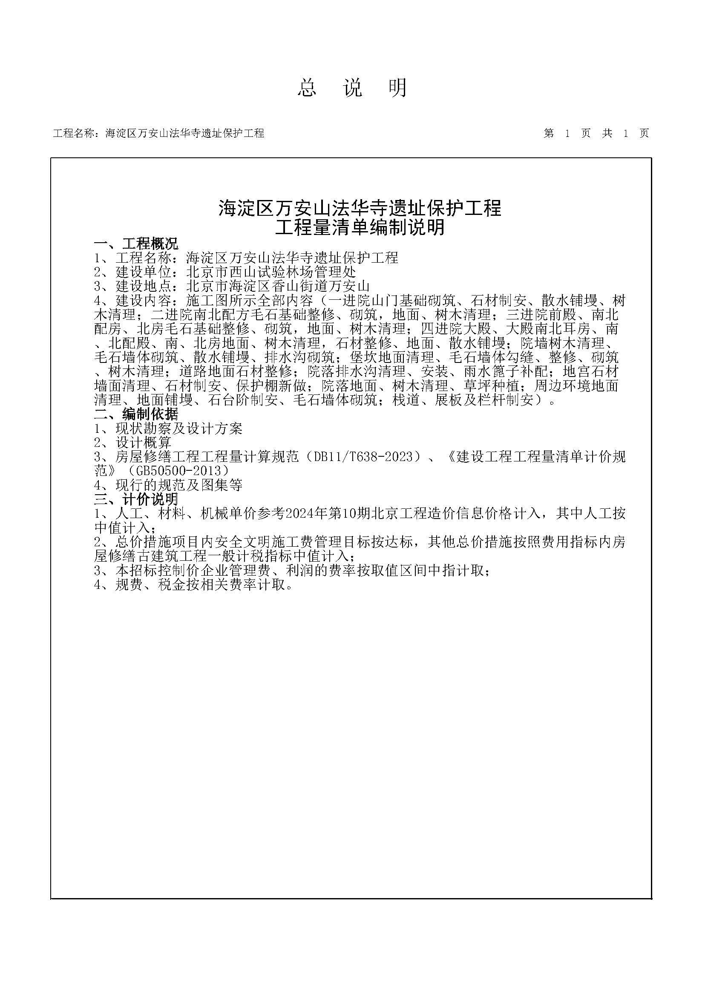 总 说 明
工程名称：海淀区万安山法华寺遗址保护工程
第 1 页 共 1 页
海淀区万安山法华寺遗址保护工程
工程量清单编制说明
一、工程概况
1、工程名称：海淀区万安山法华寺遗址保护工程
2、建设单位：北京市西山试验林场管理处
3、建设地点：北京市海淀区香山街道万安山
4、建设内容：施工图所示全部内容（一进院山门基础砌筑、石材制安、散水铺墁、树
木清理；二进院南北配方毛石基础整修、砌筑，地面、树木清理；三进院前殿、南北
配房、北房毛石基础整修、砌筑，地面、树木清理；四进院大殿、大殿南北耳房、南
、北配殿、南、北房地面、树木清理，石材整修、地面、散水铺墁；院墙树木清理、
毛石墙体砌筑、散水铺墁、排水沟砌筑；堡坎地面清理、毛石墙体勾缝、整修、砌筑
、树木清理；道路地面石材整修；院落排水沟清理、安装、雨水篦子补配；地宫石材
墙面清理、石材制安、保护棚新做；院落地面、树木清理、草坪种植；周边环境地面
清理、地面铺墁、石台阶制安、毛石墙体砌筑；栈道、展板及栏杆制安）。
二、编制依据
1、现状勘察及设计方案
2、设计概算
3、房屋修缮工程工程量计算规范（DB11/T638-2023）、《建设工程工程量清单计价规
范》（GB50500-2013）
4、现行的规范及图集等
三、计价说明
1、人工、材料、机械单价参考2024年第10期北京工程造价信息价格计入，其中人工按
中值计入；
2、总价措施项目内安全文明施工费管理目标按达标，其他总价措施按照费用指标内房
屋修缮古建筑工程一般计税指标中值计入；
3、本招标控制价企业管理费、利润的费率按取值区间中指计取；
4、规费、税金按相关费率计取。